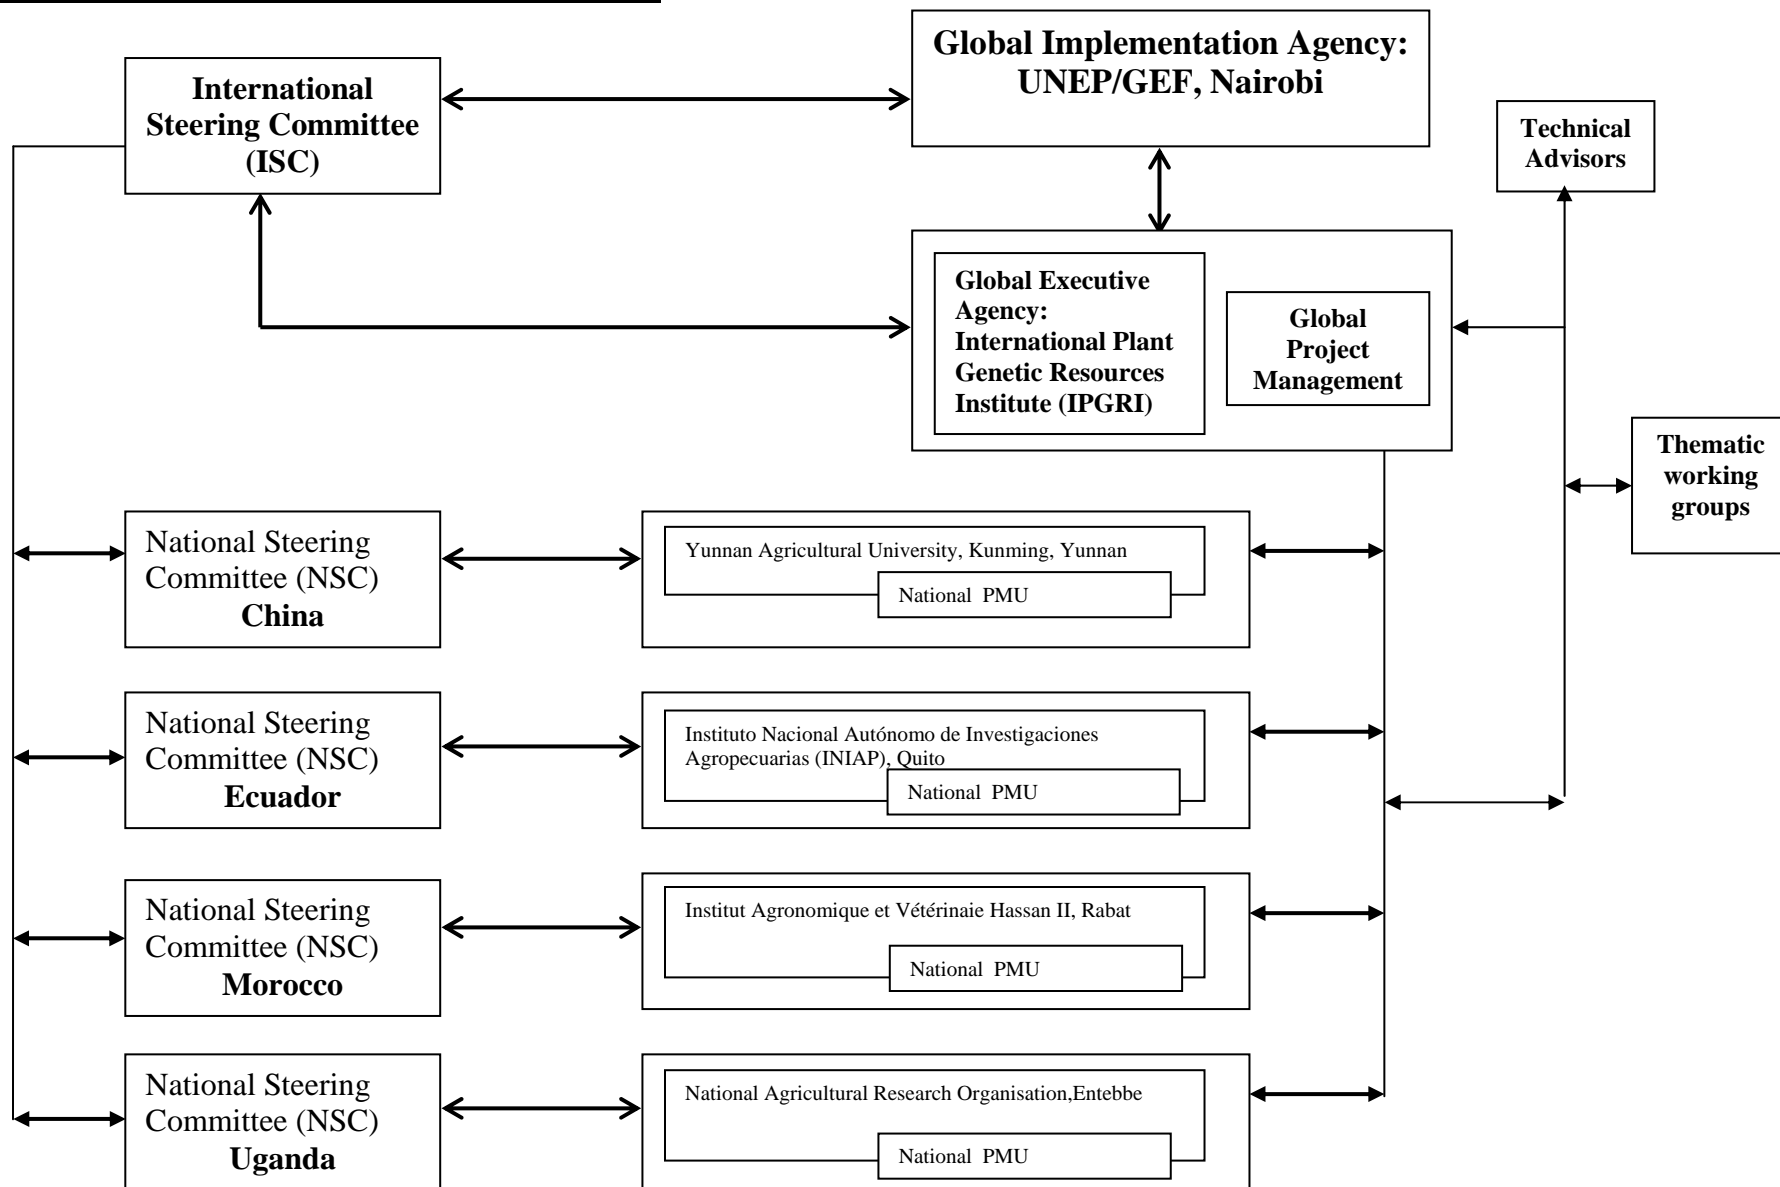 Global Implementation Agency:
UNEP/GEF, Nairobi
International
Steering Committee
(ISC)
Technical
Advisors
Global Executive
Agency:
International Plant
Genetic Resources
Institute (IPGRI)
Global
Project
Management
Thematic
working
groups
National Steering
Committee (NSC)
China
Yunnan Agricultural University, Kunming, Yunnan
National PMU
National Steering
Committee (NSC)
Ecuador
Instituto Nacional Autónomo de Investigaciones
Agropecuarias (INIAP), Quito
National PMU
National Steering
Committee (NSC)
Morocco
Institut Agronomique et Vétérinaie Hassan II, Rabat
National PMU
National Steering
Committee (NSC)
Uganda
National Agricultural Research Organisation,Entebbe
National PMU